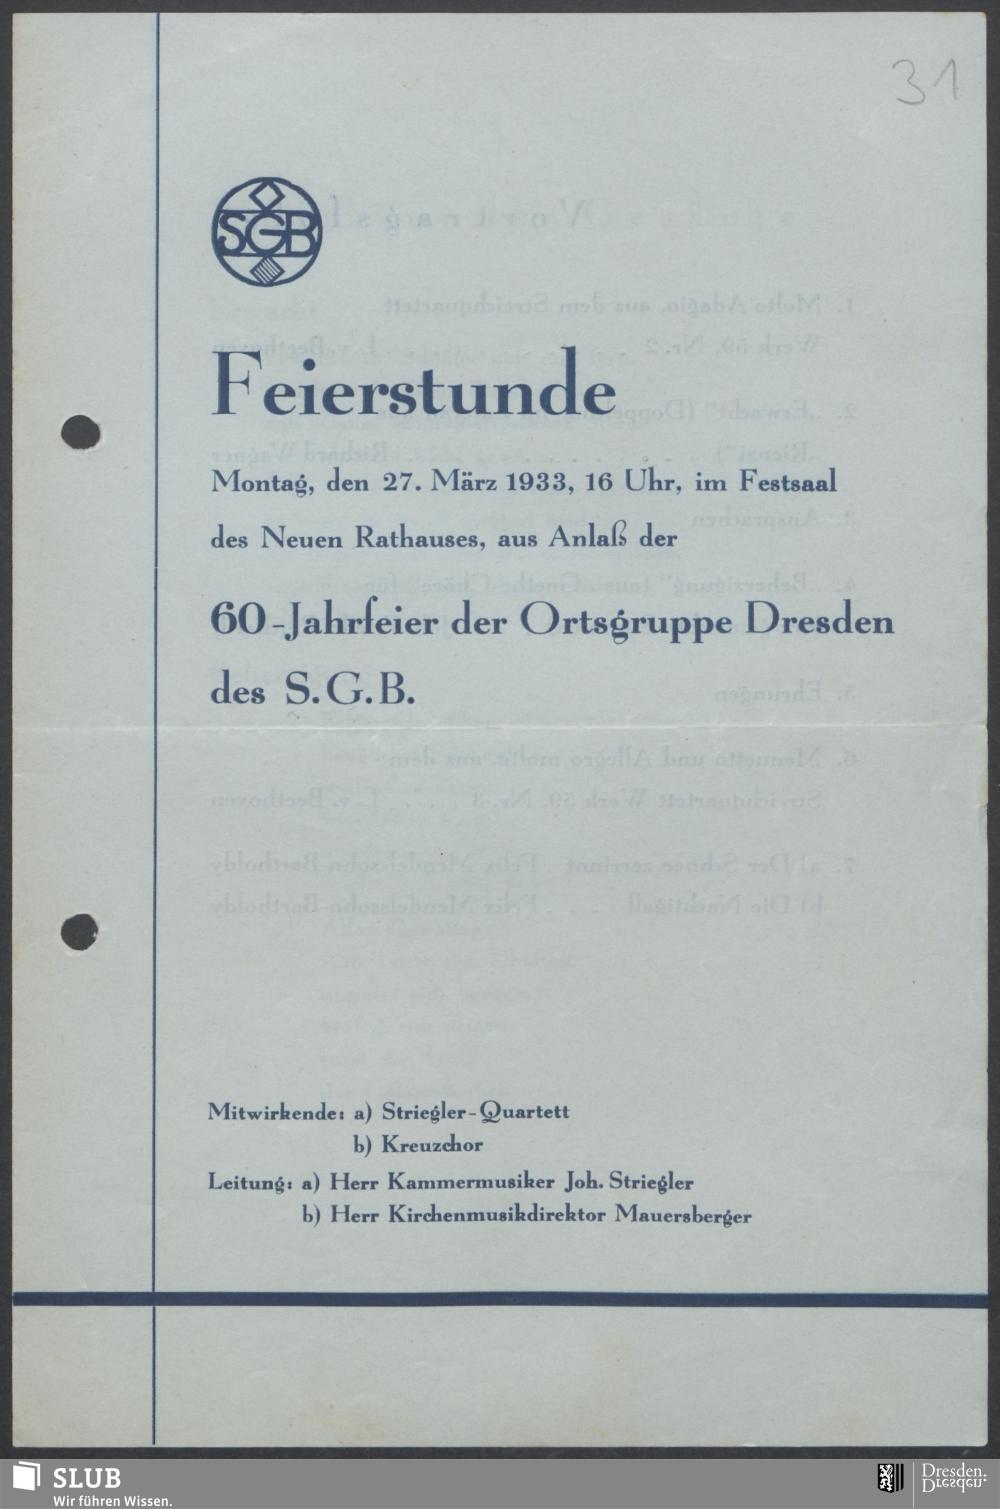 31
SGB
Feierstunde
Montag, den 27. März 1933, 16 Uhr, im Festsaal
des Neuen Rathauses, aus Anlaß der
60-Jahrfeier der Ortsgruppe Dresden
des S.G.B.
Mitwirkende: a) Striegler-Quartett
b) Kreuzchor
Leitung: a) Herr Kammermusiker Joh. Striegler
b) Herr Kirchenmusikdirektor Mauersberger
SLUB
Wir führen Wissen.
Dresden.
Dresden.